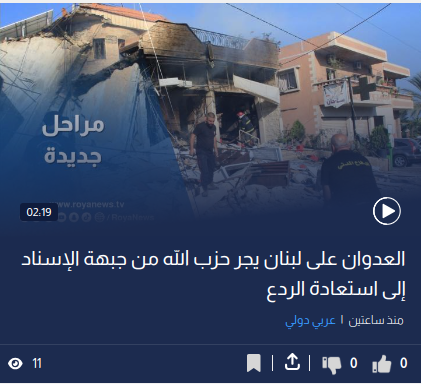 مراحل
جديدة
www.royanews.tv
RoyaNews
02:19
العدوان على لبنان يجر حزب الله من جبهة الإسناد
إلى استعادة الردع
منذ ساعتين | عربي دولي
11
0
0